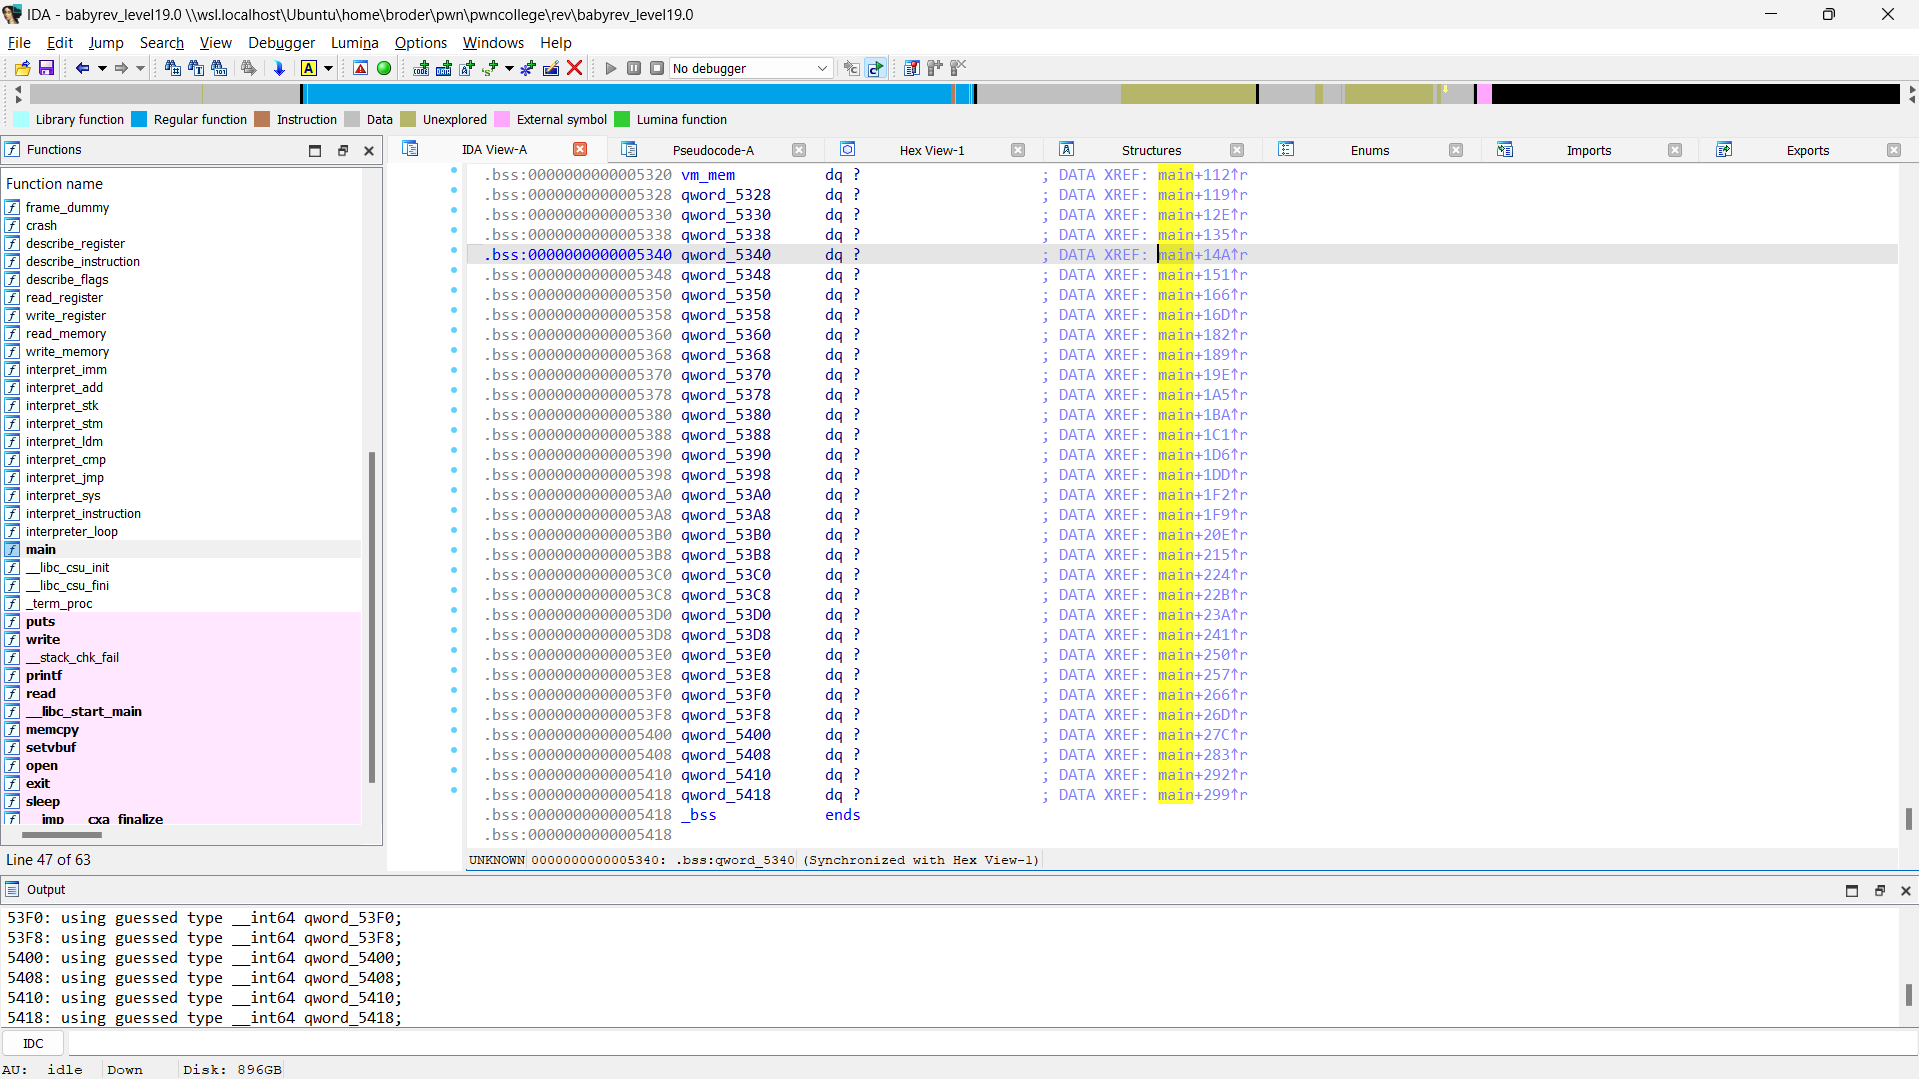 IDA - babyrev_level19.0 \\wsl.localhost\Ubuntu\home\broder\pwn\pwncollege\rev\babyrev_level19.0
File Edit Jump Search View Debugger Lumina Options Windows Help
No debugger
Library function Regular function Instruction Data Unexplored External symbol Lumina function
Functions
Function name
frame_dummy
crash
describe_register
describe_instruction
describe_flags
read_register
write_register
read_memory
write_memory
interpret_imm
interpret_add
interpret_stk
interpret_stm
interpret_ldm
interpret_cmp
interpret_jmp
interpret_sys
interpret_instruction
interpreter_loop
main
__libc_csu_init
__libc_csu_fini
_term_proc
puts
write
__stack_chk_fail
printf
read
__libc_start_main
memcpy
setvbuf
open
exit
sleep
__imp___cxa_finalize
Line 47 of 63
IDA View-A Pseudocode-A Hex View-1 Structures Enums Imports Exports
.bss:0000000000005320 vm_mem dq ? ; DATA XREF: main+112↑r
.bss:0000000000005328 qword_5328 dq ? ; DATA XREF: main+119↑r
.bss:0000000000005330 qword_5330 dq ? ; DATA XREF: main+12E↑r
.bss:0000000000005338 qword_5338 dq ? ; DATA XREF: main+135↑r
.bss:0000000000005340 qword_5340 dq ? ; DATA XREF: main+14A↑r
.bss:0000000000005348 qword_5348 dq ? ; DATA XREF: main+151↑r
.bss:0000000000005350 qword_5350 dq ? ; DATA XREF: main+166↑r
.bss:0000000000005358 qword_5358 dq ? ; DATA XREF: main+16D↑r
.bss:0000000000005360 qword_5360 dq ? ; DATA XREF: main+182↑r
.bss:0000000000005368 qword_5368 dq ? ; DATA XREF: main+189↑r
.bss:0000000000005370 qword_5370 dq ? ; DATA XREF: main+19E↑r
.bss:0000000000005378 qword_5378 dq ? ; DATA XREF: main+1A5↑r
.bss:0000000000005380 qword_5380 dq ? ; DATA XREF: main+1BA↑r
.bss:0000000000005388 qword_5388 dq ? ; DATA XREF: main+1C1↑r
.bss:0000000000005390 qword_5390 dq ? ; DATA XREF: main+1D6↑r
.bss:0000000000005398 qword_5398 dq ? ; DATA XREF: main+1DD↑r
.bss:00000000000053A0 qword_53A0 dq ? ; DATA XREF: main+1F2↑r
.bss:00000000000053A8 qword_53A8 dq ? ; DATA XREF: main+1F9↑r
.bss:00000000000053B0 qword_53B0 dq ? ; DATA XREF: main+20E↑r
.bss:00000000000053B8 qword_53B8 dq ? ; DATA XREF: main+215↑r
.bss:00000000000053C0 qword_53C0 dq ? ; DATA XREF: main+224↑r
.bss:00000000000053C8 qword_53C8 dq ? ; DATA XREF: main+22B↑r
.bss:00000000000053D0 qword_53D0 dq ? ; DATA XREF: main+23A↑r
.bss:00000000000053D8 qword_53D8 dq ? ; DATA XREF: main+241↑r
.bss:00000000000053E0 qword_53E0 dq ? ; DATA XREF: main+250↑r
.bss:00000000000053E8 qword_53E8 dq ? ; DATA XREF: main+257↑r
.bss:00000000000053F0 qword_53F0 dq ? ; DATA XREF: main+266↑r
.bss:00000000000053F8 qword_53F8 dq ? ; DATA XREF: main+26D↑r
.bss:0000000000005400 qword_5400 dq ? ; DATA XREF: main+27C↑r
.bss:0000000000005408 qword_5408 dq ? ; DATA XREF: main+283↑r
.bss:0000000000005410 qword_5410 dq ? ; DATA XREF: main+292↑r
.bss:0000000000005418 qword_5418 dq ? ; DATA XREF: main+299↑r
.bss:0000000000005418 _bss ends
.bss:0000000000005418
UNKNOWN 0000000000005340: .bss:qword_5340 (Synchronized with Hex View-1)
Output
53F0: using guessed type __int64 qword_53F0;
53F8: using guessed type __int64 qword_53F8;
5400: using guessed type __int64 qword_5400;
5408: using guessed type __int64 qword_5408;
5410: using guessed type __int64 qword_5410;
5418: using guessed type __int64 qword_5418;
IDC
AU: idle Down Disk: 896GB